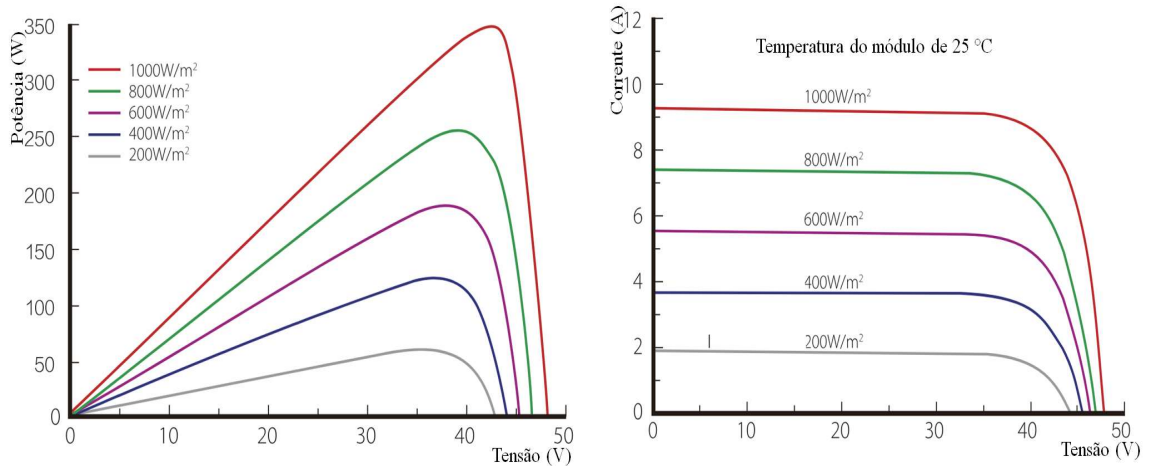 Potência (W)
350
300
250
200
150
100
50
0
1000W/m²
800W/m²
600W/m²
400W/m²
200W/m²
0
10
20
30
40
50
Tensão (V)
Corrente (A)
12
10
8
6
4
2
0
Temperatura do módulo de 25 °C
1000W/m²
800W/m²
600W/m²
400W/m²
200W/m²
0
10
20
30
40
50
Tensão (V)